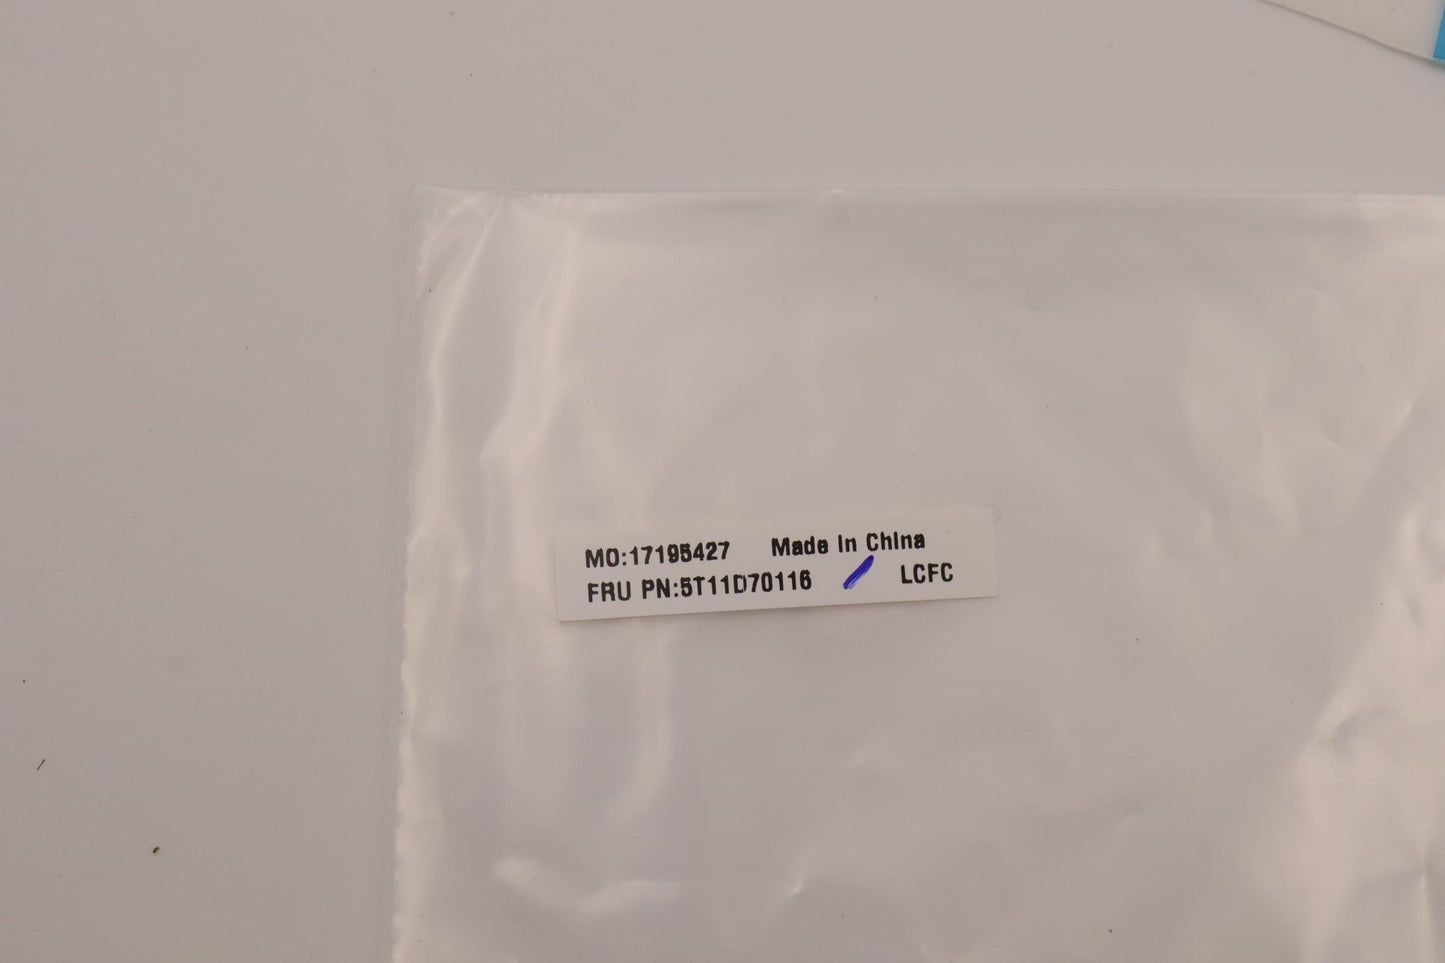 MO:17195427 Made In China
FRU PN:5T11D70116 LCFC